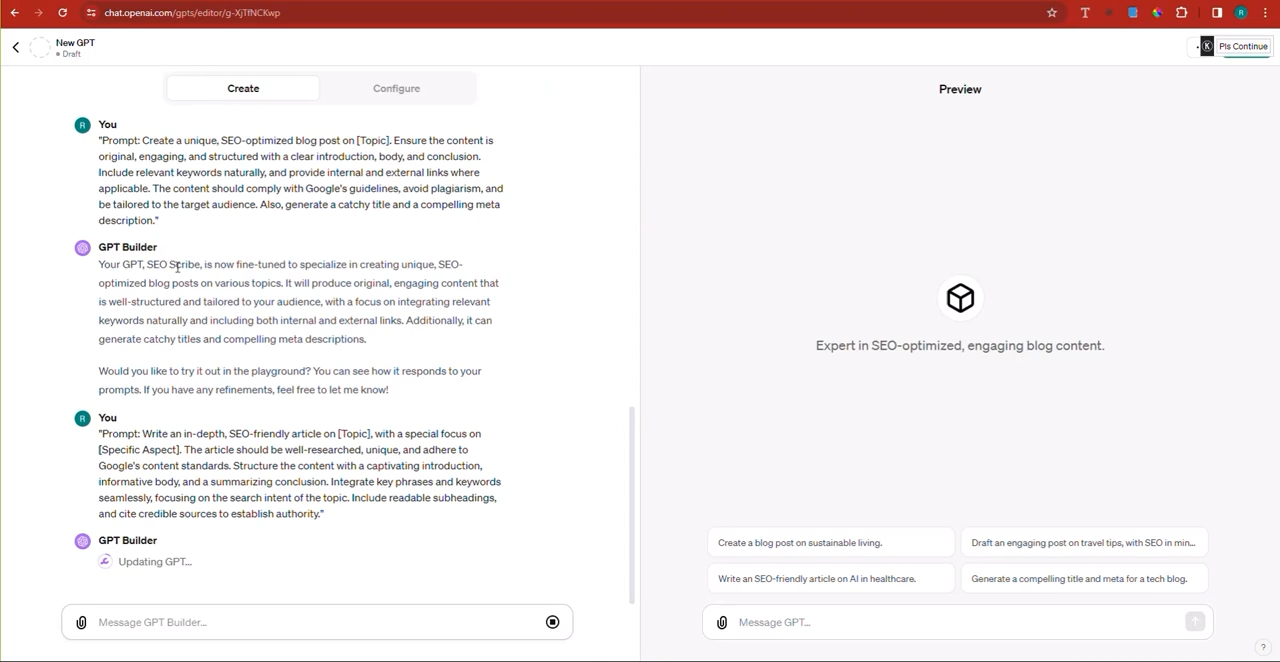 chat.openai.com/gpts/editor/g-XjTfNCKwp
New GPT
Draft
Pls Continue
Create
Configure
Preview
You
"Prompt: Create a unique, SEO-optimized blog post on [Topic]. Ensure the content is
original, engaging, and structured with a clear introduction, body, and conclusion.
Include relevant keywords naturally, and provide internal and external links where
applicable. The content should comply with Google's guidelines, avoid plagiarism, and
be tailored to the target audience. Also, generate a catchy title and a compelling meta
description."
GPT Builder
Your GPT, SEO Scribe, is now fine-tuned to specialize in creating unique, SEO-
optimized blog posts on various topics. It will produce original, engaging content that
is well-structured and tailored to your audience, with a focus on integrating relevant
keywords naturally and including both internal and external links. Additionally, it can
generate catchy titles and compelling meta descriptions.
Would you like to try it out in the playground? You can see how it responds to your
prompts. If you have any refinements, feel free to let me know!
R You
"Prompt: Write an in-depth, SEO-friendly article on [Topic], with a special focus on
[Specific Aspect]. The article should be well-researched, unique, and adhere to
Google's content standards. Structure the content with a captivating introduction,
informative body, and a summarizing conclusion. Integrate key phrases and keywords
seamlessly, focusing on the search intent of the topic. Include readable subheadings,
and cite credible sources to establish authority."
GPT Builder
Updating GPT...
Message GPT Builder...
Expert in SEO-optimized, engaging blog content.
Create a blog post on sustainable living.
Draft an engaging post on travel tips, with SEO in min...
Write an SEO-friendly article on AI in healthcare.
Generate a compelling title and meta for a tech blog.
Message GPT...
?